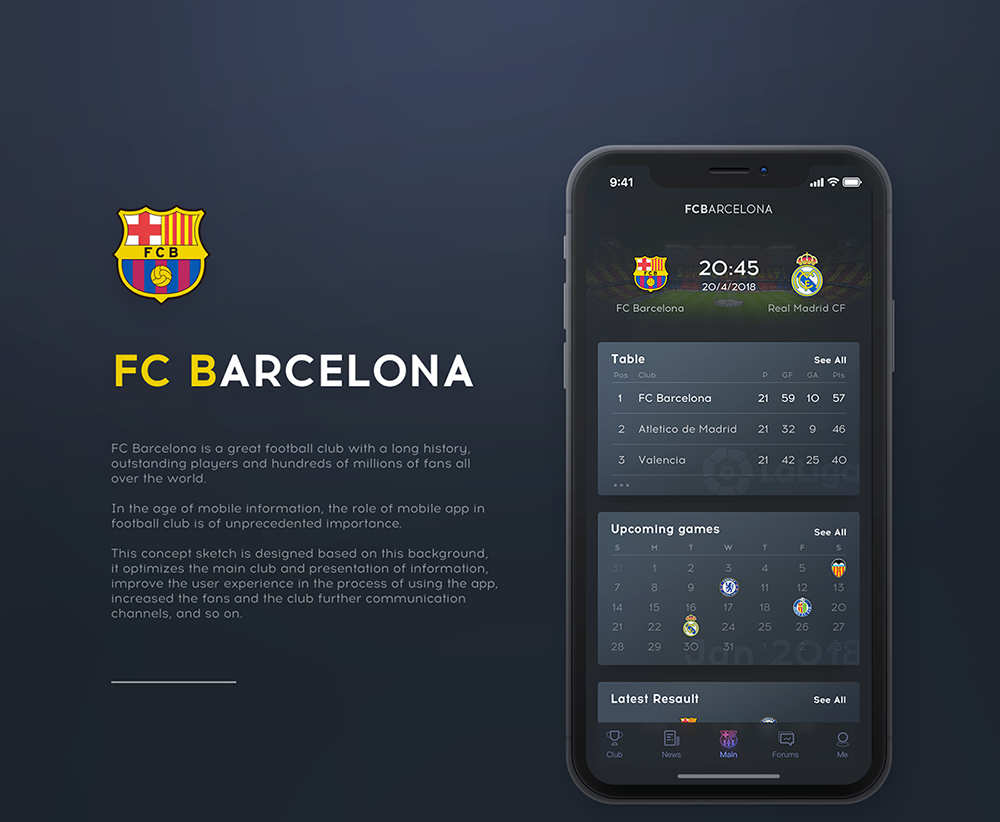 FCB
FC BARCELONA
FC Barcelona is a great football club with a long history,
outstanding players and hundreds of millions of fans all
over the world.
In the age of mobile information, the role of mobile app in
football club is of unprecedented importance.
This concept sketch is designed based on this background,
it optimizes the main club and presentation of information,
improve the user experience in the process of using the app,
increased the fans and the club further communication
channels, and so on.
9:41
FCBARCELONA
FCB
20:45
20/4/2018
FC Barcelona Real Madrid CF
Table See All
Pos Club P GF GA Pts
1 FC Barcelona 21 59 10 57
2 Atletico de Madrid 21 32 9 46
3 Valencia 21 42 25 40
LaLiga
Upcoming games See All
S M T W T F S
31 1 2 3 4 5
7 8 9 11 12 13
14 15 16 17 18 20
21 22 24 25 26 27
28 29 30 31 1 2 3
Jan 2018
Latest Resault See All
Club News Main Forums Me